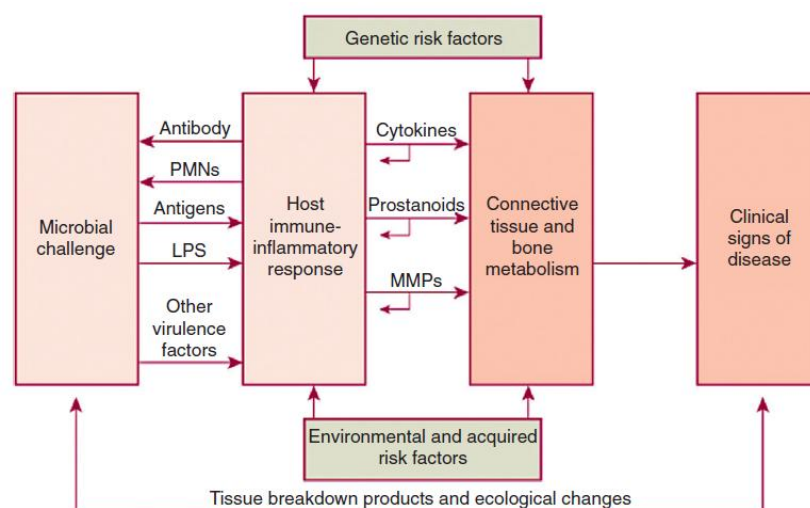 Genetic risk factors
Antibody
PMNs
Antigens
LPS
Other
virulence
factors
Microbial
challenge
Host
immune-
inflammatory
response
Cytokines
Prostanoids
MMPs
Connective
tissue and
bone
metabolism
Clinical
signs of
disease
Environmental and acquired
risk factors
Tissue breakdown products and ecological changes